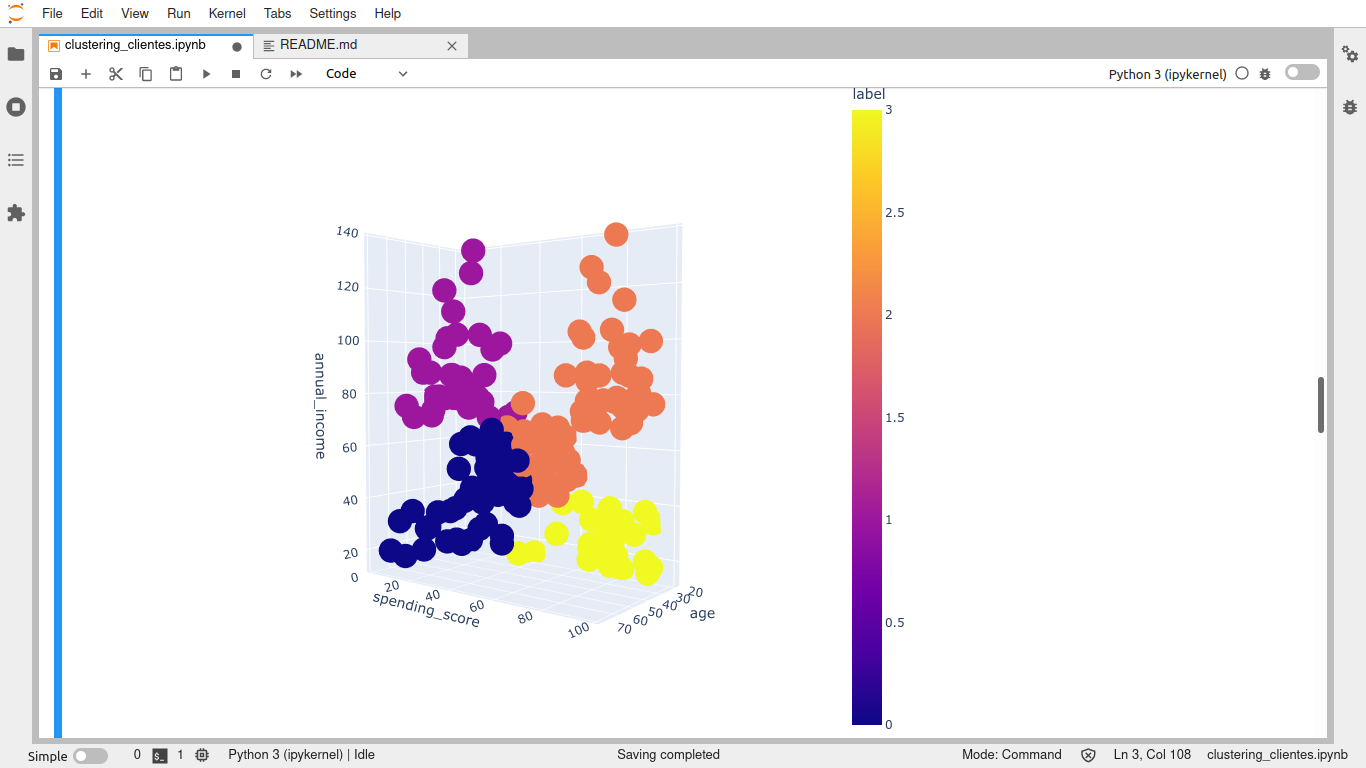 File Edit View Run Kernel Tabs Settings Help
clustering_clientes.ipynb README.md
Code Python 3 (ipykernel)
label
3
2.5
2
1.5
1
0.5
0
140
120
100
80
60
40
20
annual_income
0 20 40 60 80 100
spending_score
70 60 50 40 30 20
age
Simple 0 $_ 1 Python 3 (ipykernel) | Idle Saving completed Mode: Command Ln 3, Col 108 clustering_clientes.ipynb